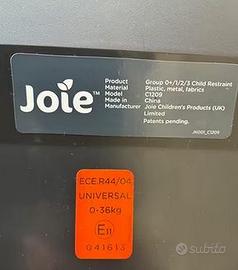 Joie™
Product Group 0+/1/2/3 Child Restraint
Material Plastic, metal, fabrics
Model C1209
Made in China
Manufacturer Joie Children's Products (UK)
Limited
Patents pending.
JN001_C1209
ECE.R44/04
UNIVERSAL
0-36kg
E11
041613
subito